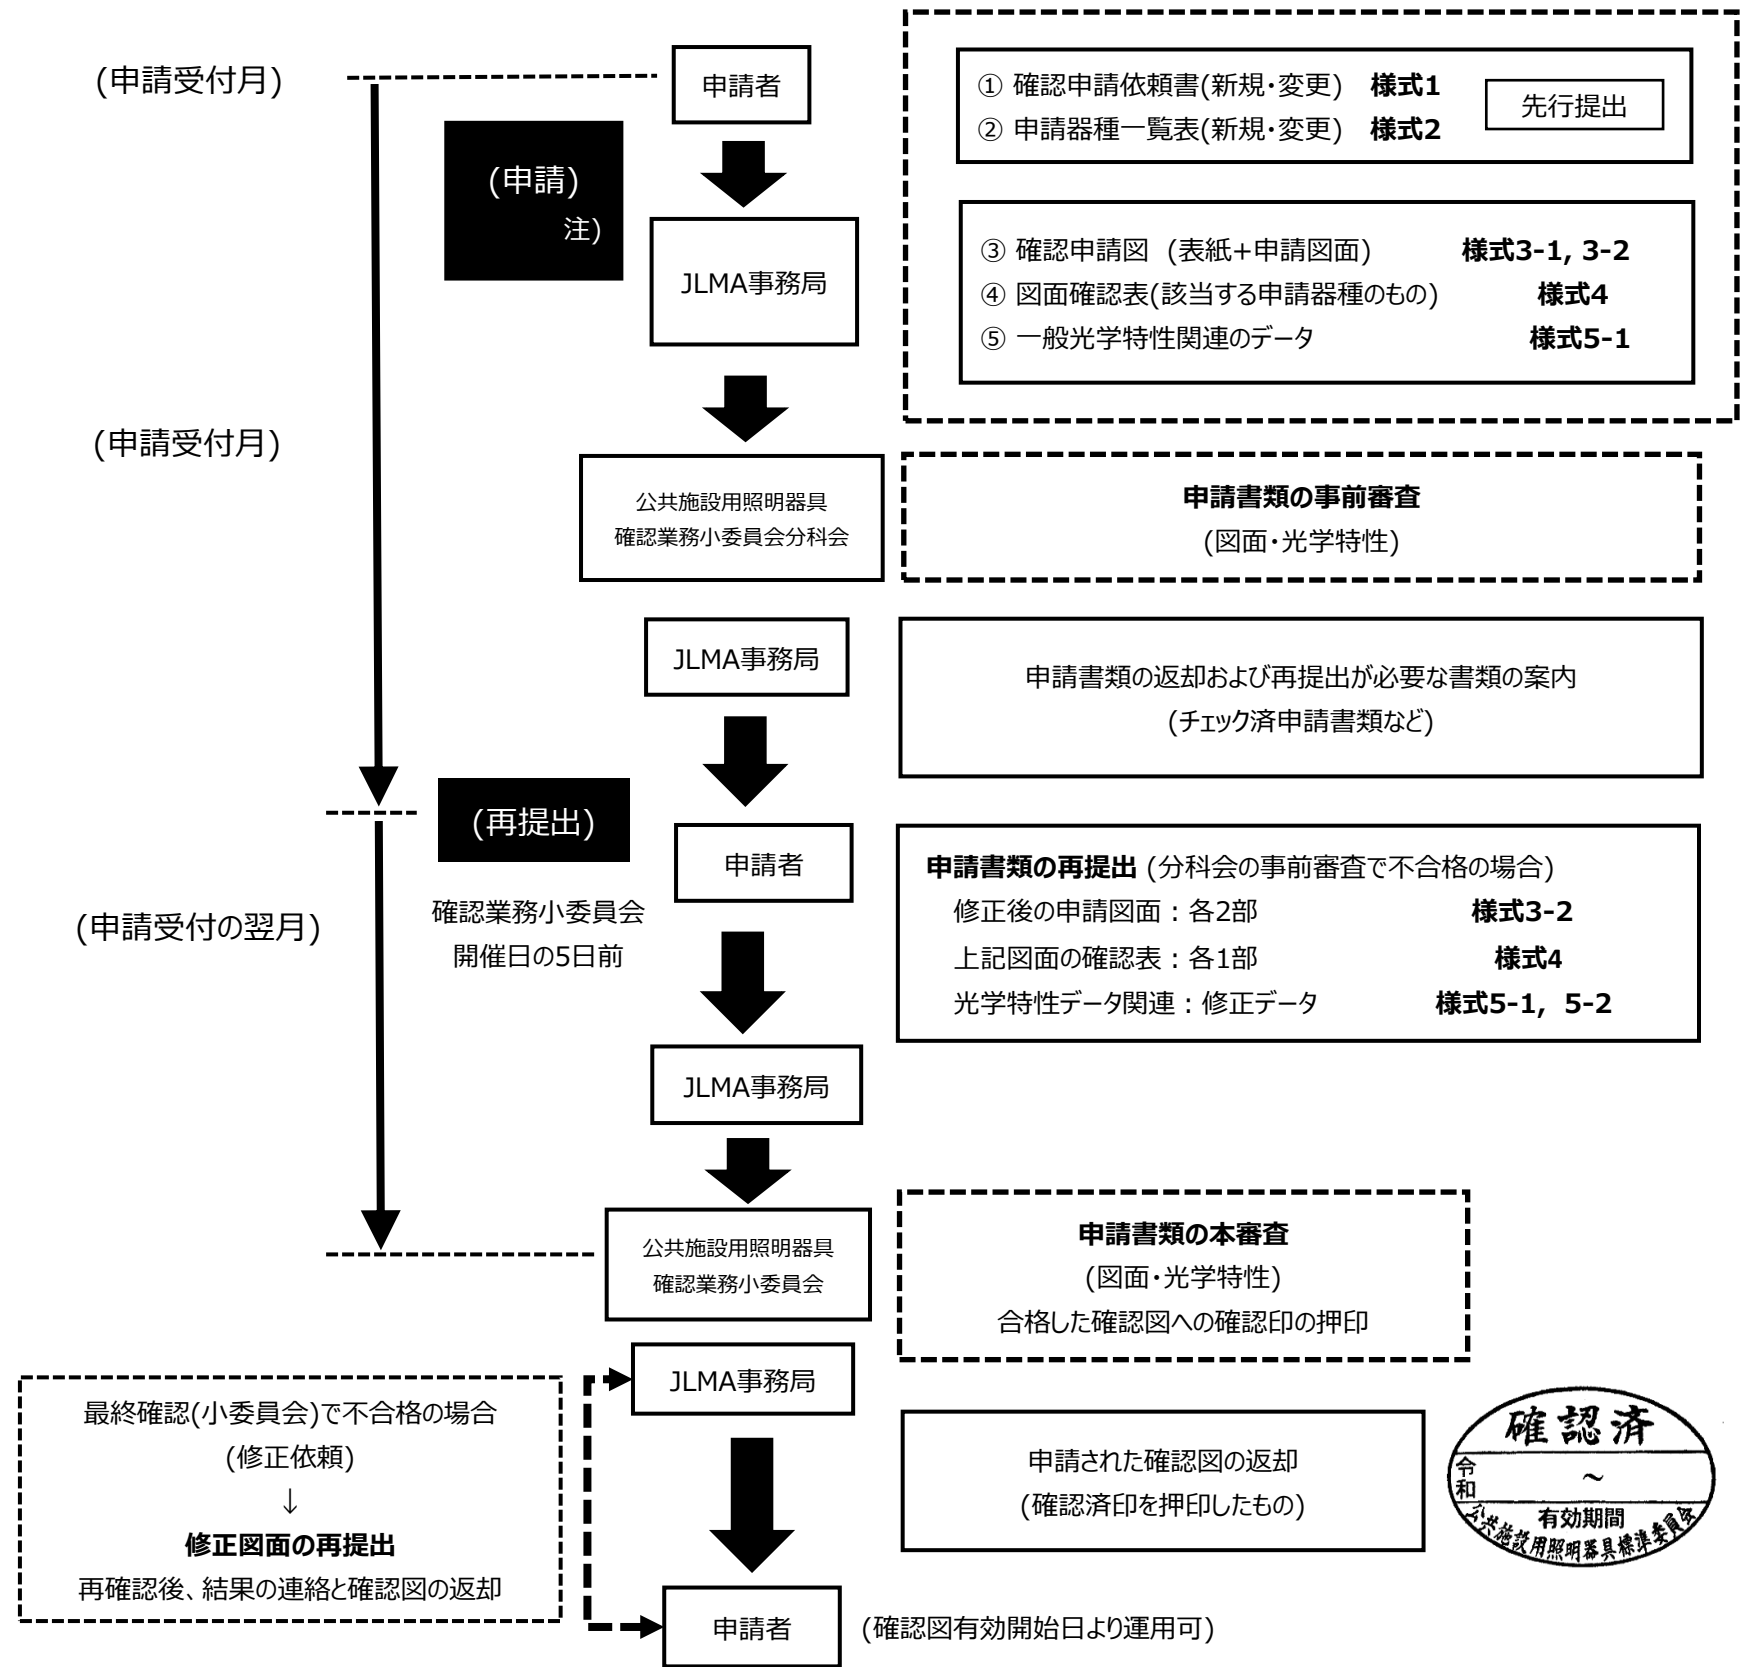 (申請受付月)
申請者
① 確認申請依頼書(新規・変更) 様式1
② 申請器種一覧表(新規・変更) 様式2
先行提出
(申請)
注)
JLMA事務局
③ 確認申請図 (表紙+申請図面) 様式3-1, 3-2
④ 図面確認表(該当する申請器種のもの) 様式4
⑤ 一般光学特性関連のデータ 様式5-1
(申請受付月)
公共施設用照明器具
確認業務小委員会分科会
申請書類の事前審査
(図面・光学特性)
JLMA事務局
申請書類の返却および再提出が必要な書類の案内
(チェック済申請書類など)
(再提出)
確認業務小委員会
開催日の5日前
申請者
申請書類の再提出 (分科会の事前審査で不合格の場合)
修正後の申請図面：各2部 様式3-2
上記図面の確認表：各1部 様式4
光学特性データ関連：修正データ 様式5-1, 5-2
(申請受付の翌月)
JLMA事務局
公共施設用照明器具
確認業務小委員会
申請書類の本審査
(図面・光学特性)
合格した確認図への確認印の押印
JLMA事務局
最終確認(小委員会)で不合格の場合
(修正依頼)
↓
修正図面の再提出
再確認後、結果の連絡と確認図の返却
申請された確認図の返却
(確認済印を押印したもの)
確認済
令和 ～
有効期間
公共施設用照明器具標準委員会
申請者
(確認図有効開始日より運用可)